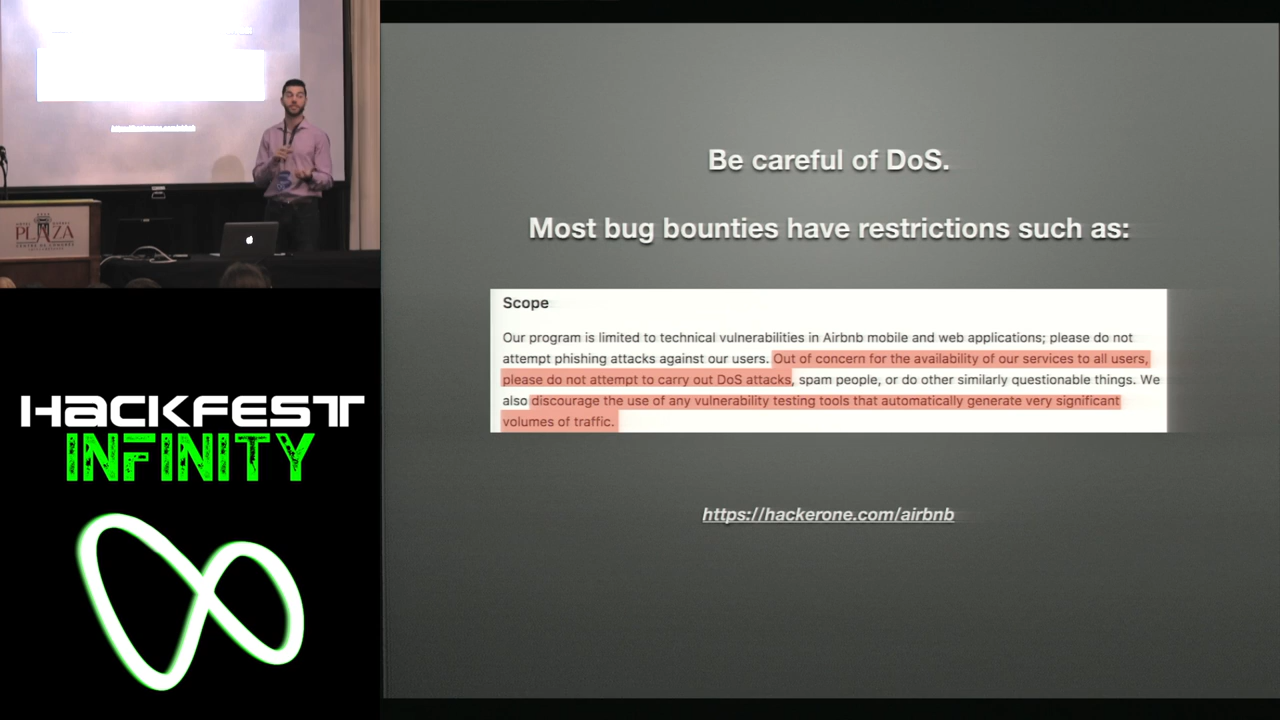 PLAZA
HACKFEST
INFINITY
Be careful of DoS.
Most bug bounties have restrictions such as:
Scope
Our program is limited to technical vulnerabilities in Airbnb mobile and web applications; please do not
attempt phishing attacks against our users. Out of concern for the availability of our services to all users,
please do not attempt to carry out DoS attacks, spam people, or do other similarly questionable things. We
also discourage the use of any vulnerability testing tools that automatically generate very significant
volumes of traffic.
https://hackerone.com/airbnb